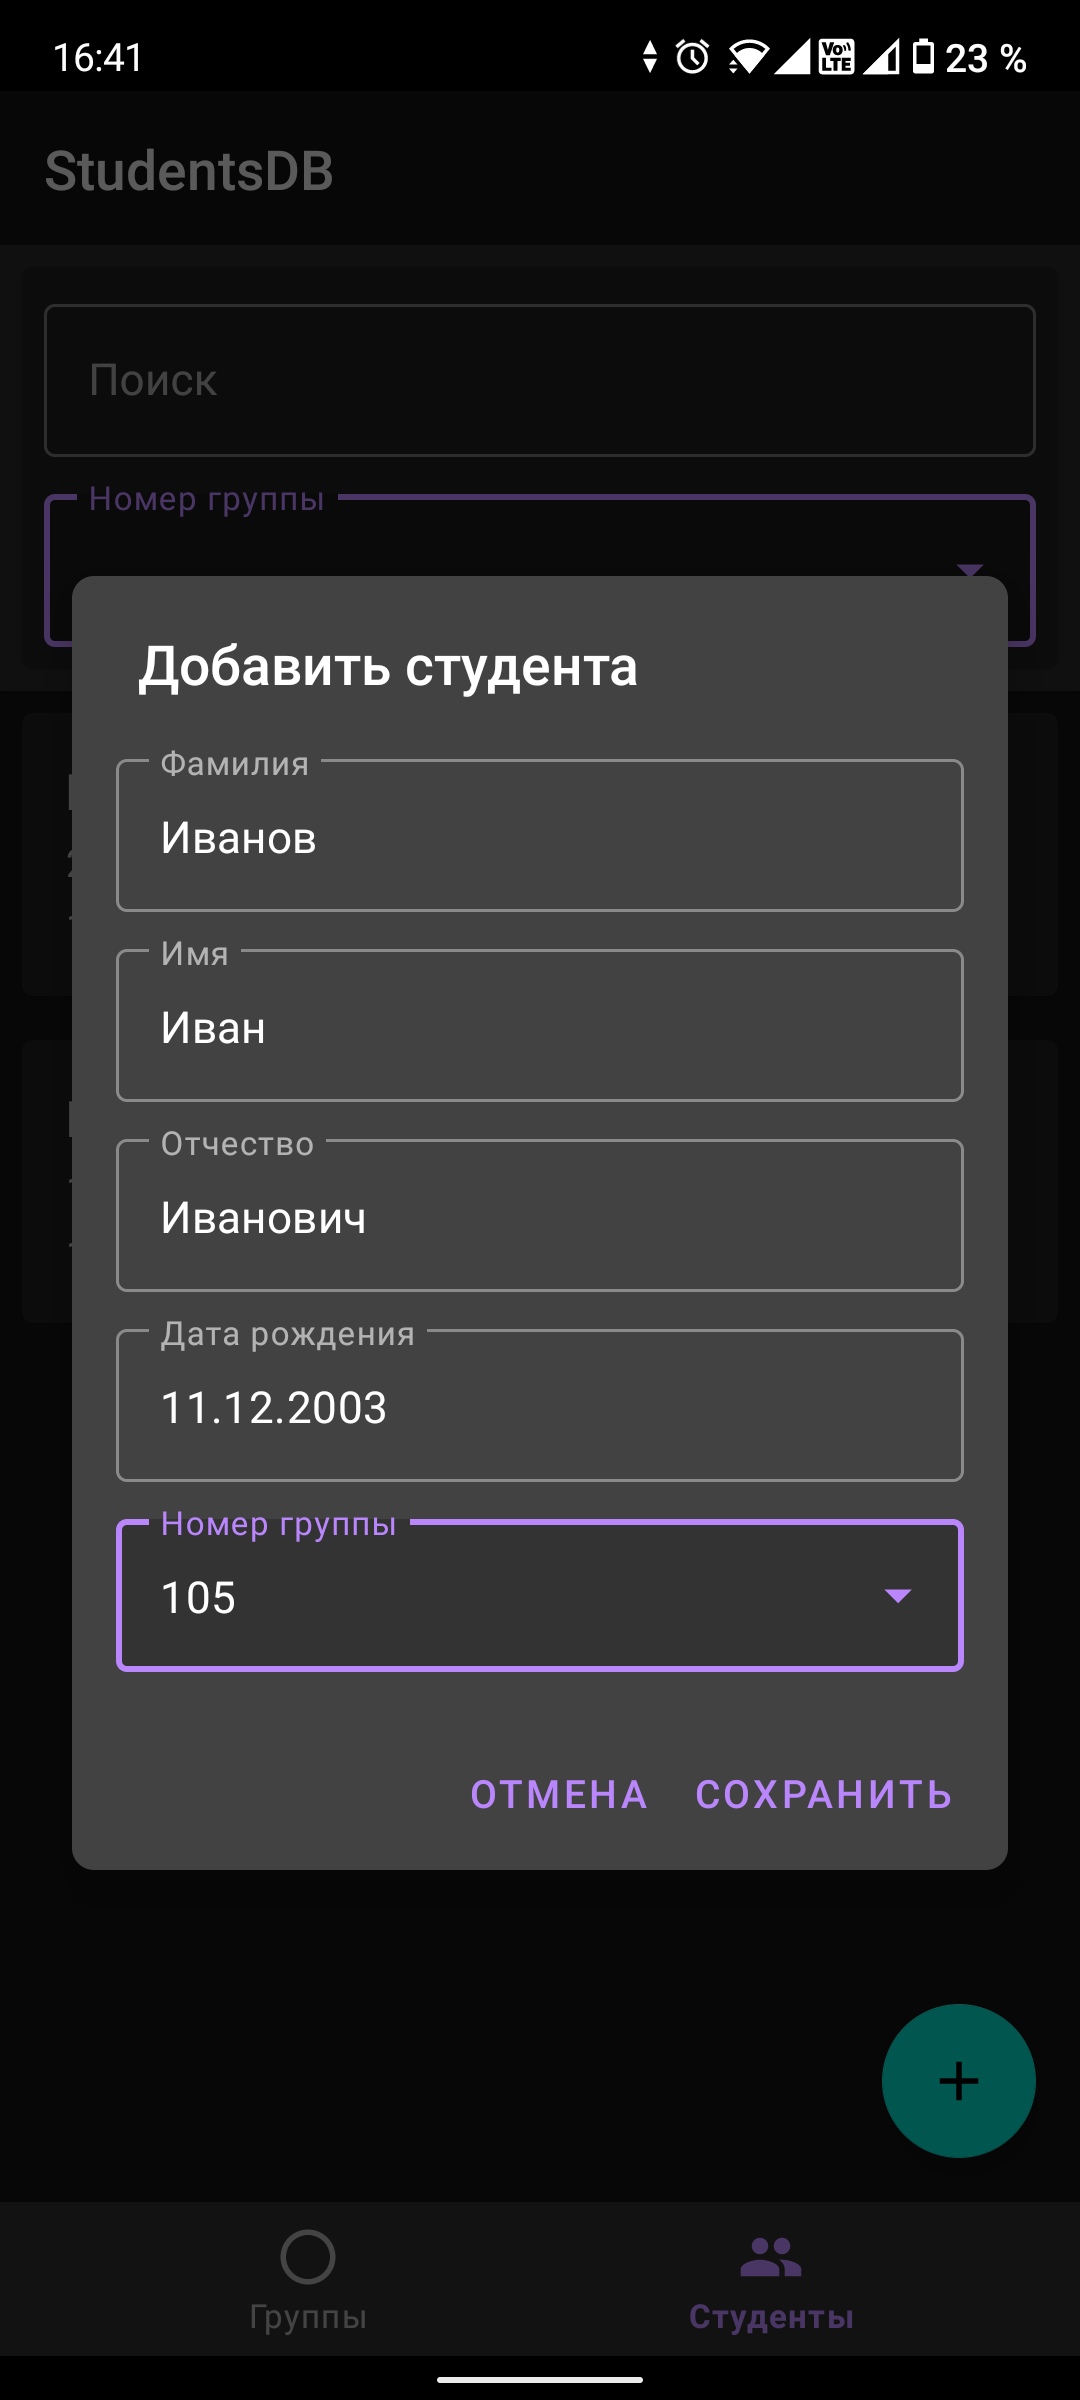 16:41
Vo LTE
23 %
StudentsDB
Поиск
Номер группы
Добавить студента
Фамилия
Иванов
Имя
Иван
Отчество
Иванович
Дата рождения
11.12.2003
Номер группы
105
ОТМЕНА СОХРАНИТЬ
Группы
Студенты